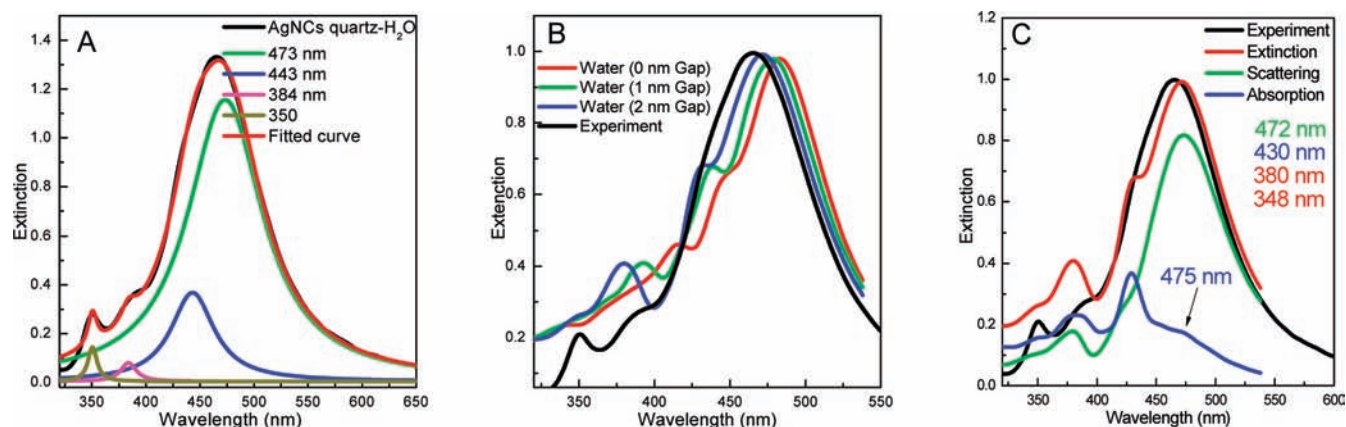 A
AgNCs quartz-H2O
473 nm
443 nm
384 nm
350
Fitted curve
Extinction
1.4
1.2
1.0
0.8
0.6
0.4
0.2
0.0
350 400 450 500 550 600 650
Wavelength (nm)
B
Water (0 nm Gap)
Water (1 nm Gap)
Water (2 nm Gap)
Experiment
Extenction
1.0
0.8
0.6
0.4
0.2
350 400 450 500 550
Wavelength (nm)
C
Experiment
Extinction
Scattering
Absorption
472 nm
430 nm
380 nm
348 nm
475 nm
Extinction
1.2
1.0
0.8
0.6
0.4
0.2
0.0
350 400 450 500 550 600
Wavelength (nm)